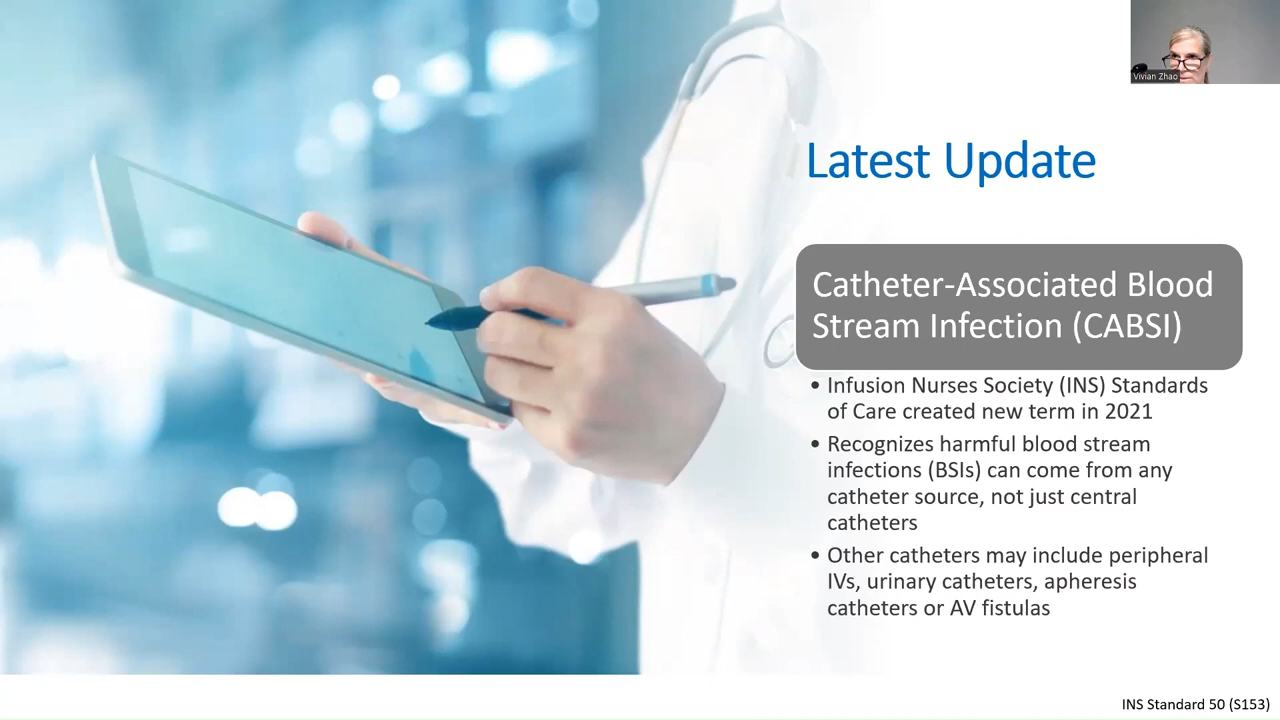 Vivian Zhao
Latest Update
Catheter-Associated Blood
Stream Infection (CABSI)
• Infusion Nurses Society (INS) Standards
of Care created new term in 2021
• Recognizes harmful blood stream
infections (BSIs) can come from any
catheter source, not just central
catheters
• Other catheters may include peripheral
IVs, urinary catheters, apheresis
catheters or AV fistulas
INS Standard 50 (S153)